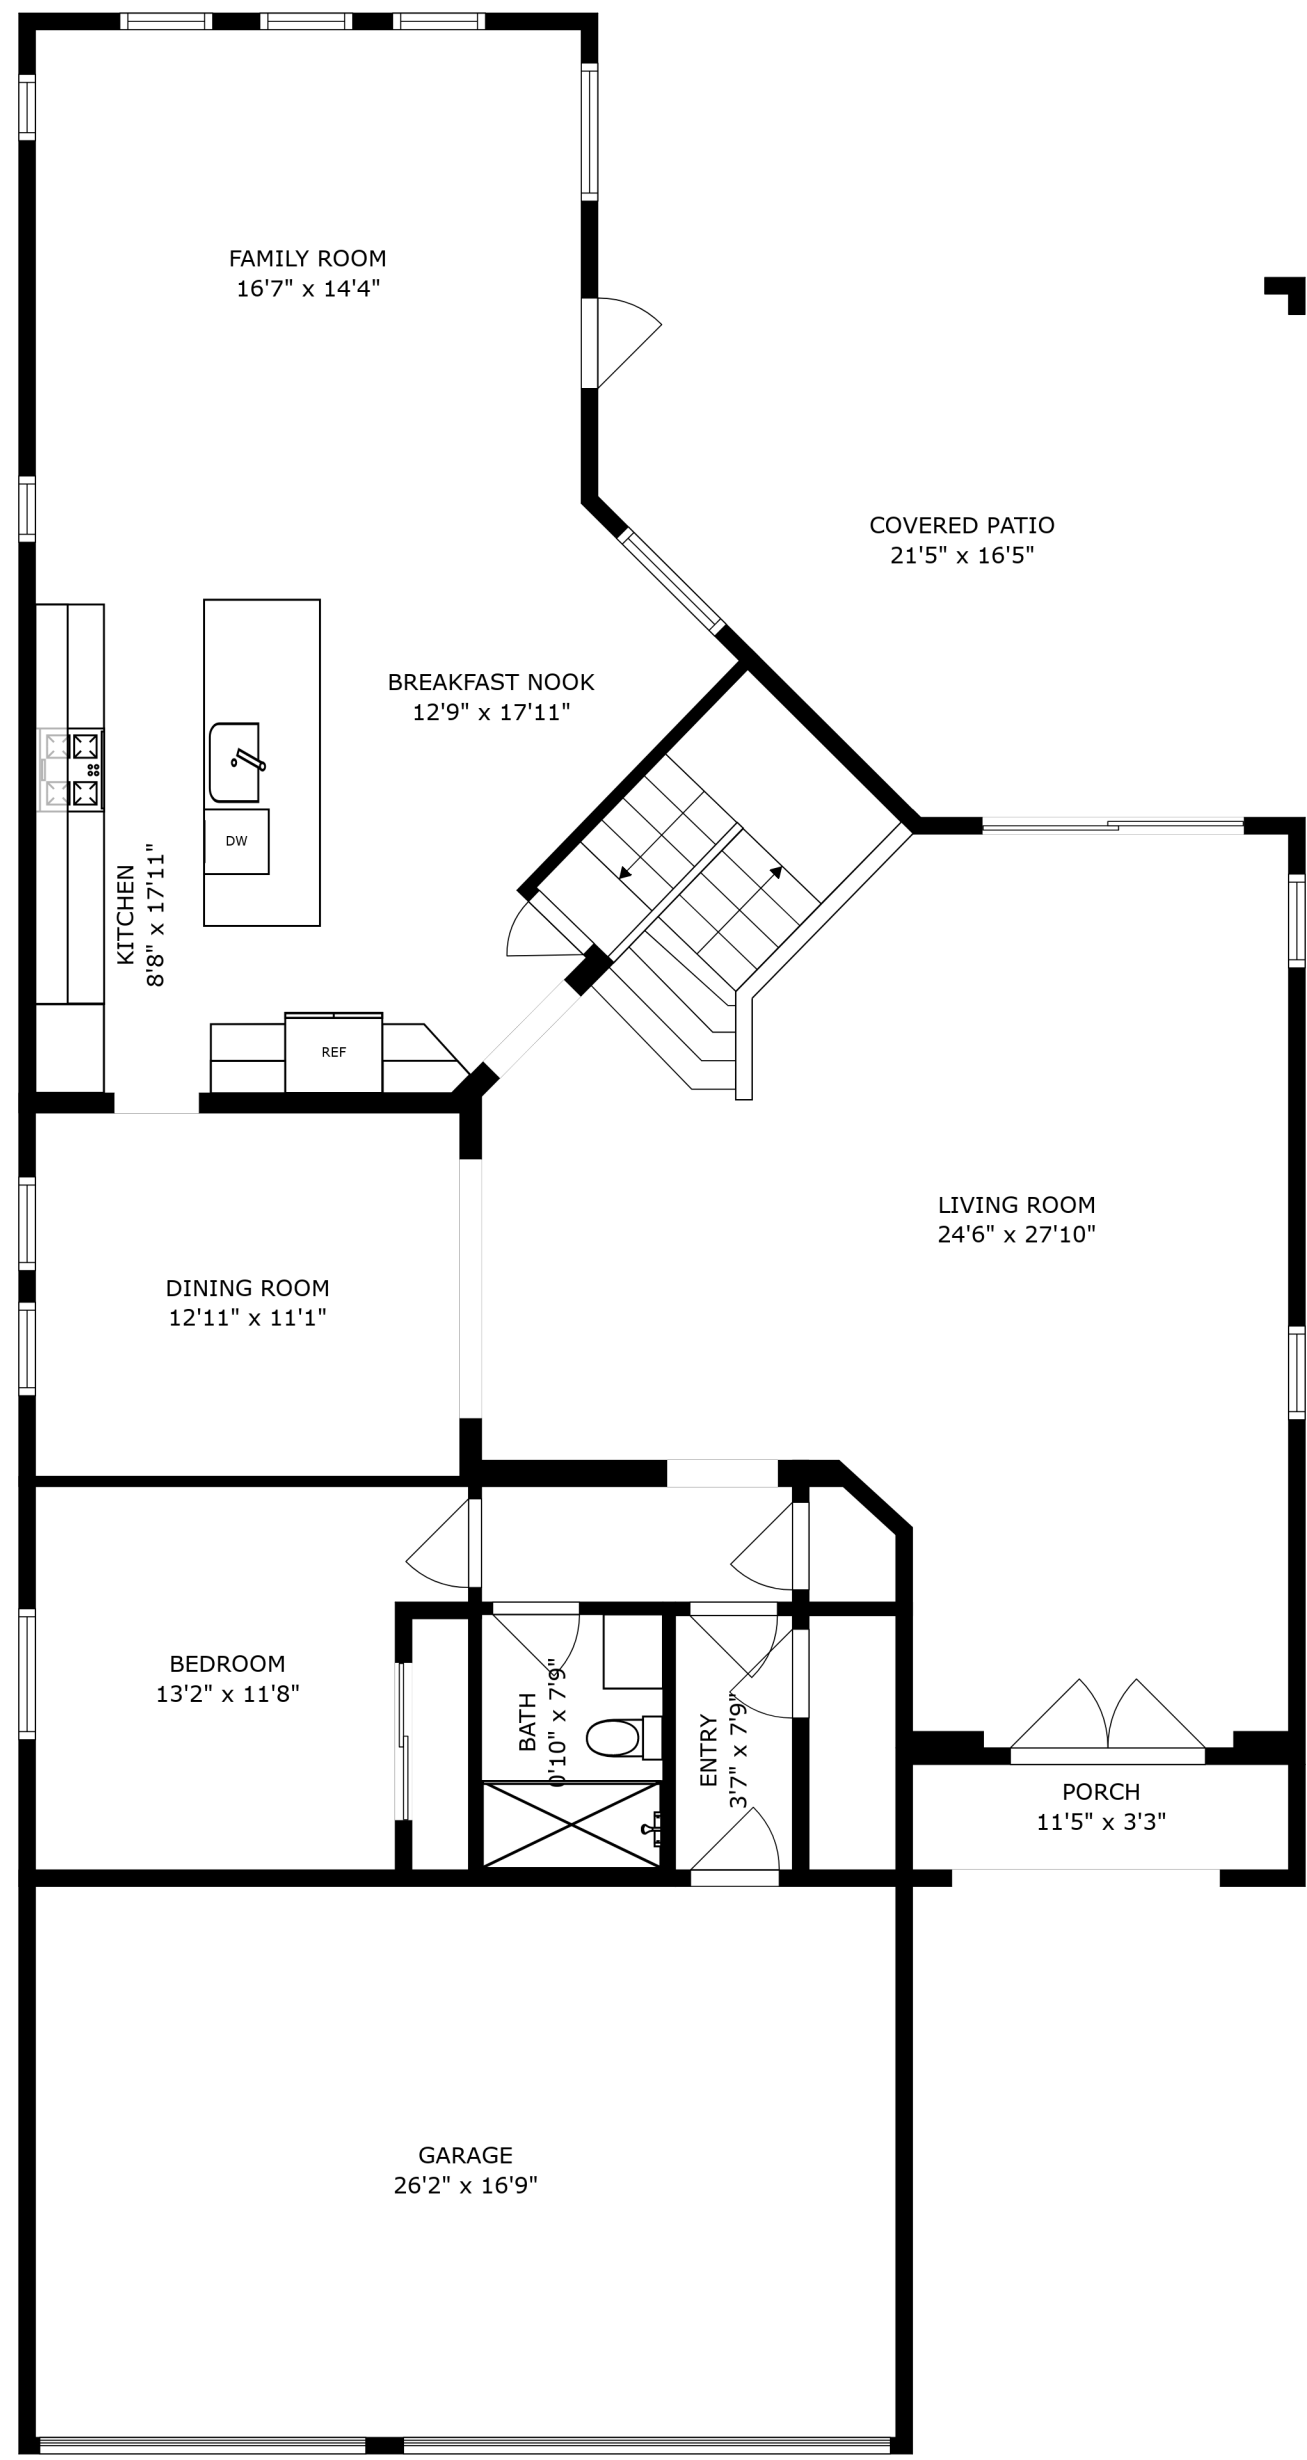 FAMILY ROOM
16'7" x 14'4"
COVERED PATIO
21'5" x 16'5"
BREAKFAST NOOK
12'9" x 17'11"
DW
KITCHEN
8'8" x 17'11"
REF
LIVING ROOM
24'6" x 27'10"
DINING ROOM
12'11" x 11'1"
BEDROOM
13'2" x 11'8"
BATH
0'10" x 7'9"
ENTRY
3'7" x 7'9"
PORCH
11'5" x 3'3"
GARAGE
26'2" x 16'9"